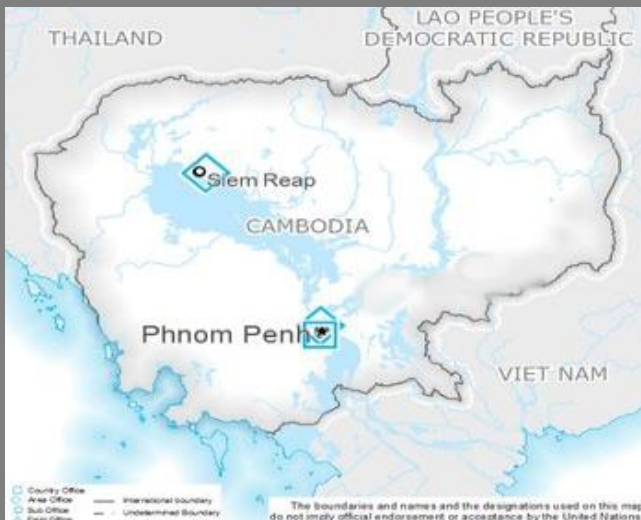 LAO PEOPLE'S
THAILAND
DEMOCRATIC REPUBLIC
Siem Reap
CAMBODIA
Phnom Penh
VIET NAM
Country Office
Area Office
International boundary
Sub Office
Undetermined Boundary
The boundaries and names and the designations used on this ma
do not imply official endorsement or acceptance by the United Nations